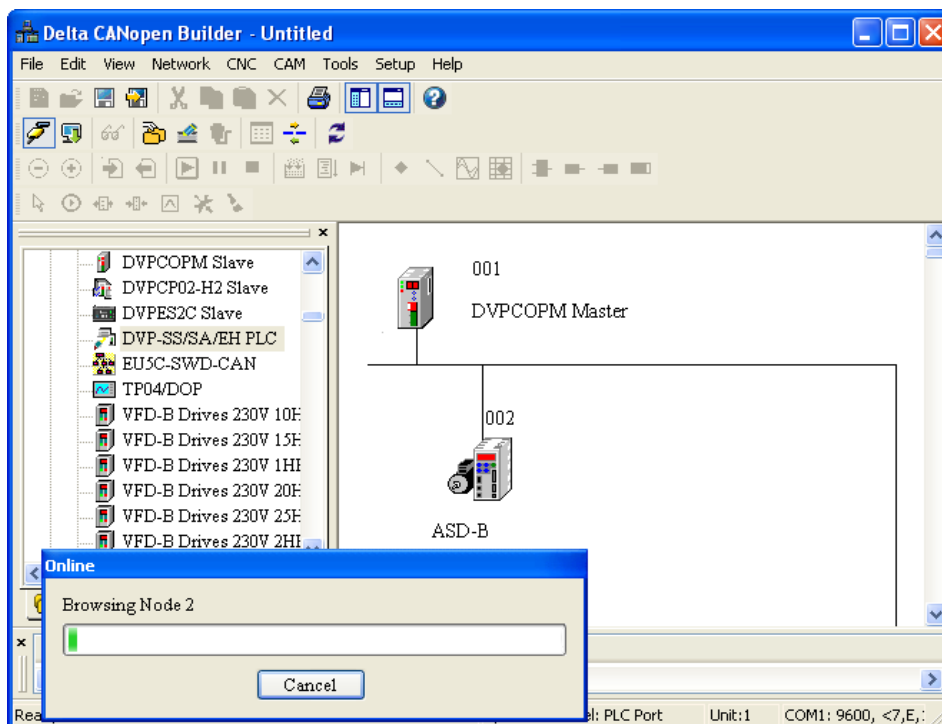 Delta CANopen Builder - Untitled
File Edit View Network CNC CAM Tools Setup Help
DVPCOPM Slave
DVPCP02-H2 Slave
DVPES2C Slave
DVP-SS/SA/EH PLC
EU5C-SWD-CAN
TP04/DOP
VFD-B Drives 230V 10H
VFD-B Drives 230V 15H
VFD-B Drives 230V 1HI
VFD-B Drives 230V 20H
VFD-B Drives 230V 25H
VFD-B Drives 230V 2HI
001
DVPCOPM Master
002
ASD-B
Online
Browsing Node 2
Cancel
Rea
el: PLC Port Unit:1 COM1: 9600, <7,E,